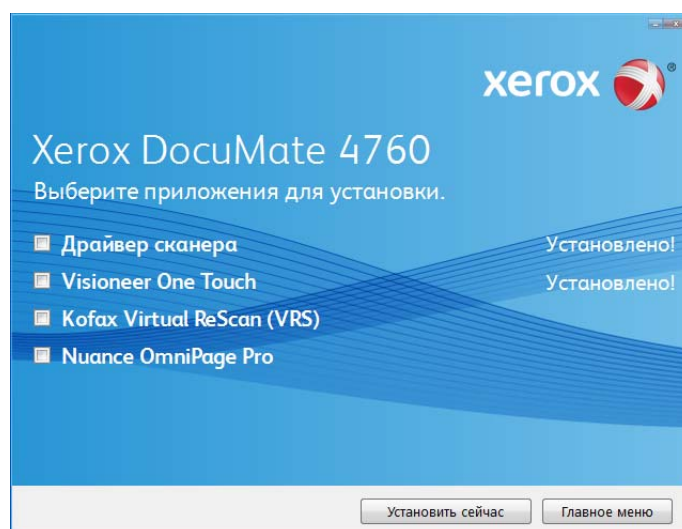 xerox ®
Xerox DocuMate 4760
Выберите приложения для установки.
Драйвер сканера Установлено!
Visioneer One Touch Установлено!
Kofax Virtual ReScan (VRS)
Nuance OmniPage Pro
Установить сейчас Главное меню